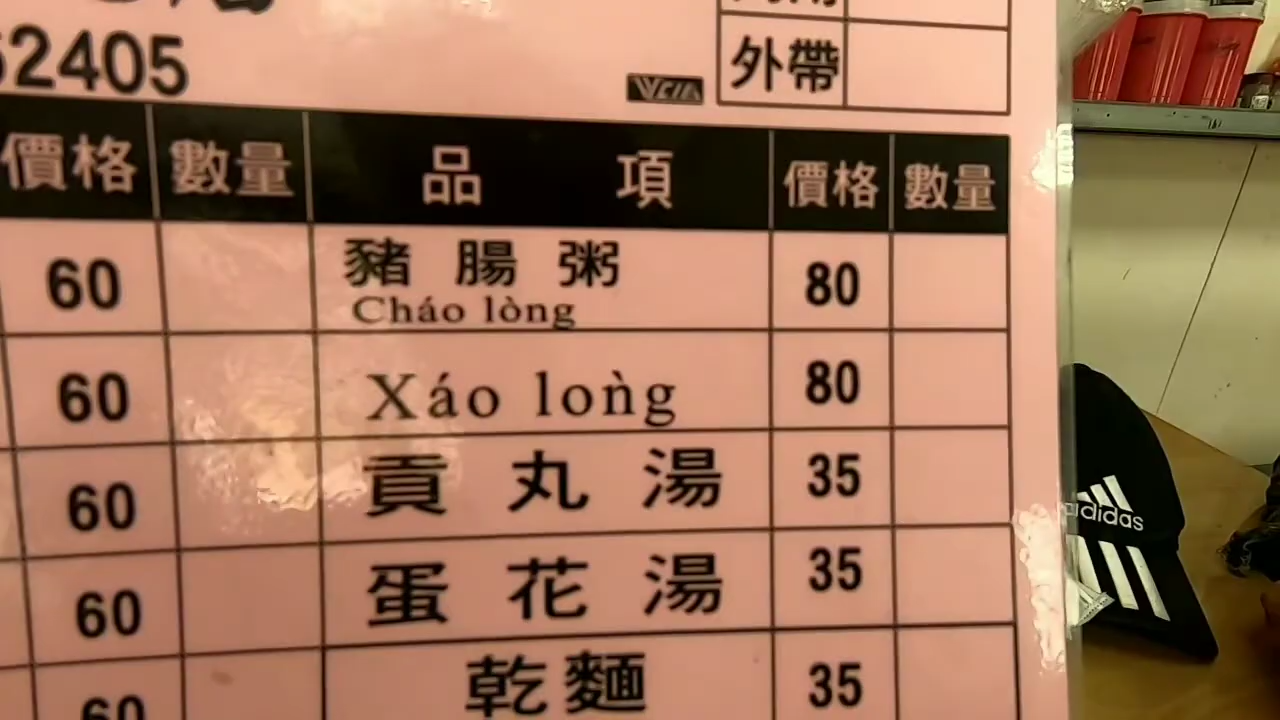 52405
外帶
價格 數量 品項 價格 數量
60 豬腸粥 80
Cháo lòng
60 Xáo loǹg 80
60 貢丸湯 35
60 蛋花湯 35
60 乾麵 35
adidas